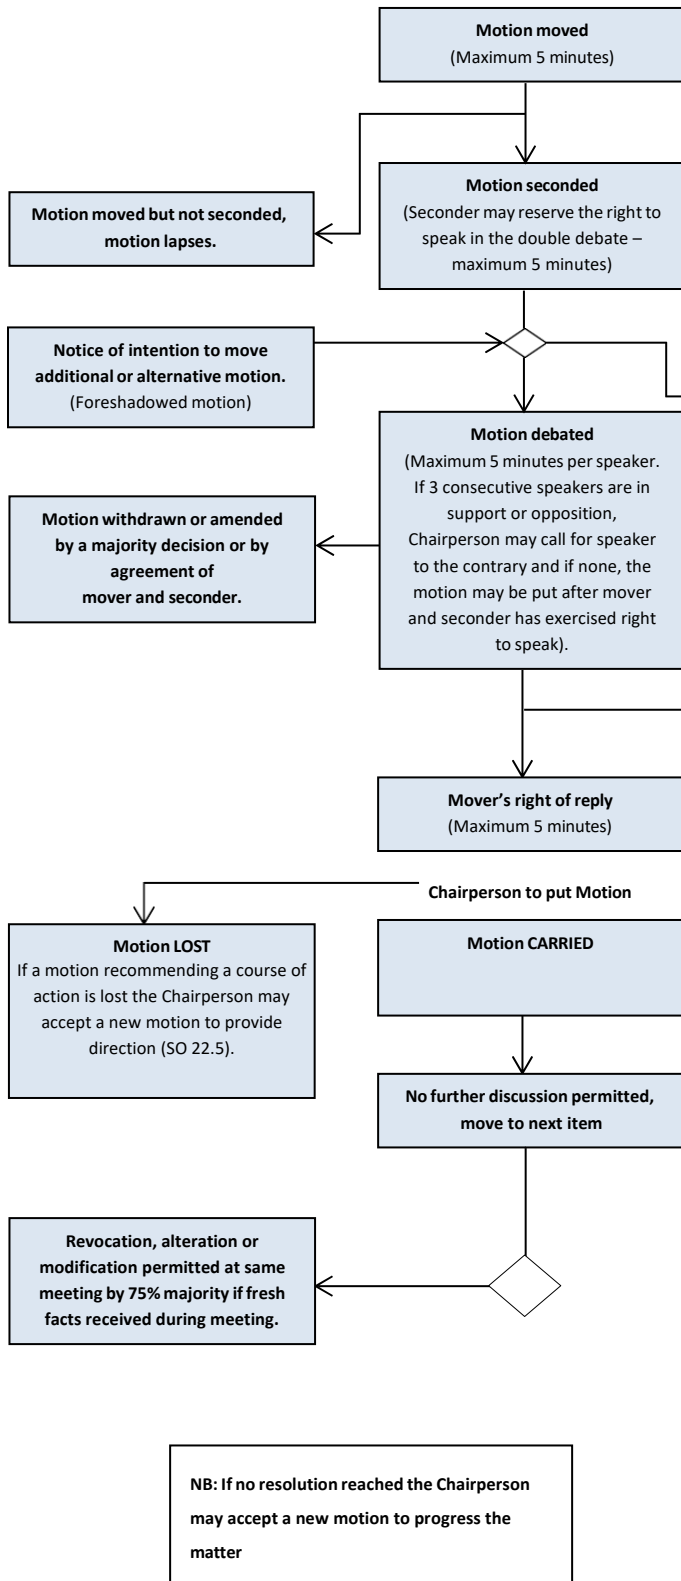 Motion moved
(Maximum 5 minutes)
Motion seconded
(Seconder may reserve the right to
speak in the double debate –
maximum 5 minutes)
Motion moved but not seconded,
motion lapses.
Notice of intention to move
additional or alternative motion.
(Foreshadowed motion)
Motion debated
(Maximum 5 minutes per speaker.
If 3 consecutive speakers are in
support or opposition,
Chairperson may call for speaker
to the contrary and if none, the
motion may be put after mover
and seconder has exercised right
to speak).
Motion withdrawn or amended
by a majority decision or by
agreement of
mover and seconder.
Mover’s right of reply
(Maximum 5 minutes)
Chairperson to put Motion
Motion LOST
If a motion recommending a course of
action is lost the Chairperson may
accept a new motion to provide
direction (SO 22.5).
Motion CARRIED
No further discussion permitted,
move to next item
Revocation, alteration or
modification permitted at same
meeting by 75% majority if fresh
facts received during meeting.
NB: If no resolution reached the Chairperson
may accept a new motion to progress the
matter